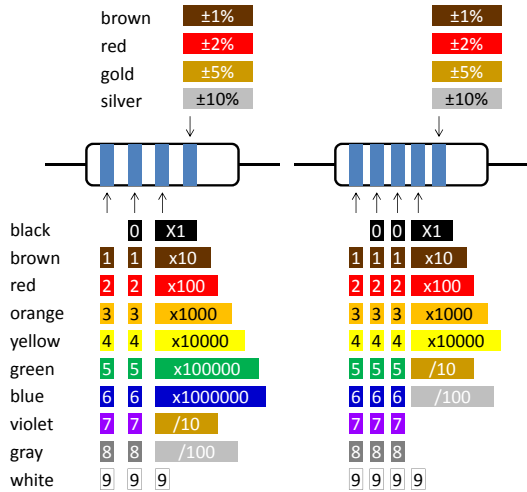 brown ±1% ±1%
red ±2% ±2%
gold ±5% ±5%
silver ±10% ±10%
black 0 X1 0 0 X1
brown 1 1 x10 1 1 1 x10
red 2 2 x100 2 2 2 x100
orange 3 3 x1000 3 3 3 x1000
yellow 4 4 x10000 4 4 4 x10000
green 5 5 x100000 5 5 5 /10
blue 6 6 x1000000 6 6 6 /100
violet 7 7 /10 7 7 7
gray 8 8 /100 8 8 8
white 9 9 9 9 9 9 9